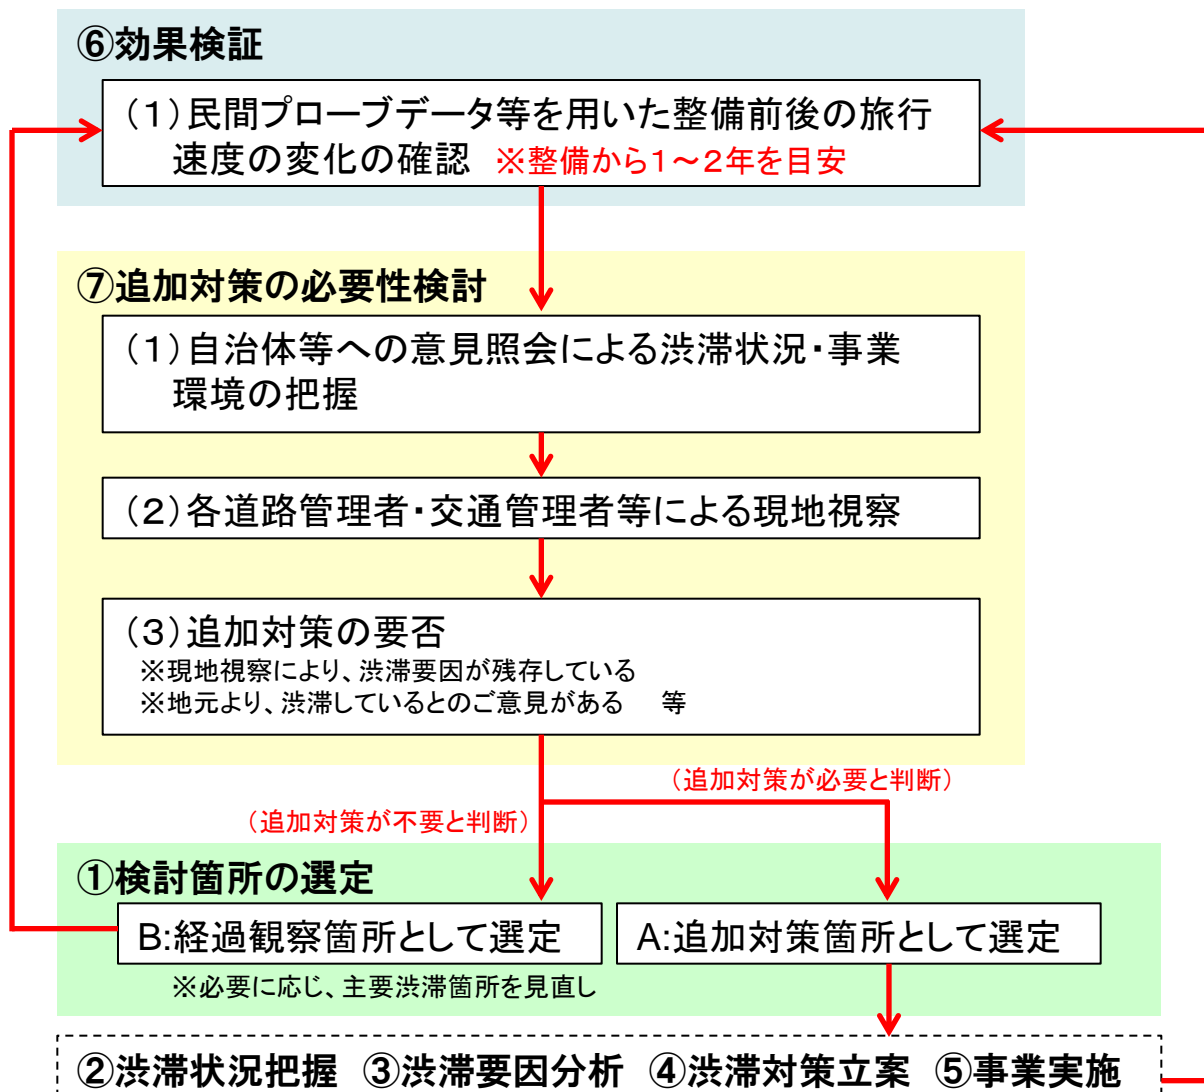 ⑥効果検証
（１）民間プローブデータ等を用いた整備前後の旅行
速度の変化の確認 ※整備から１～２年を目安
⑦追加対策の必要性検討
（１）自治体等への意見照会による渋滞状況・事業
環境の把握
（２）各道路管理者・交通管理者等による現地視察
（３）追加対策の要否
※現地視察により、渋滞要因が残存している
※地元より、渋滞しているとのご意見がある 等
（追加対策が必要と判断）
（追加対策が不要と判断）
①検討箇所の選定
B:経過観察箇所として選定
A:追加対策箇所として選定
※必要に応じ、主要渋滞箇所を見直し
②渋滞状況把握 ③渋滞要因分析 ④渋滞対策立案 ⑤事業実施